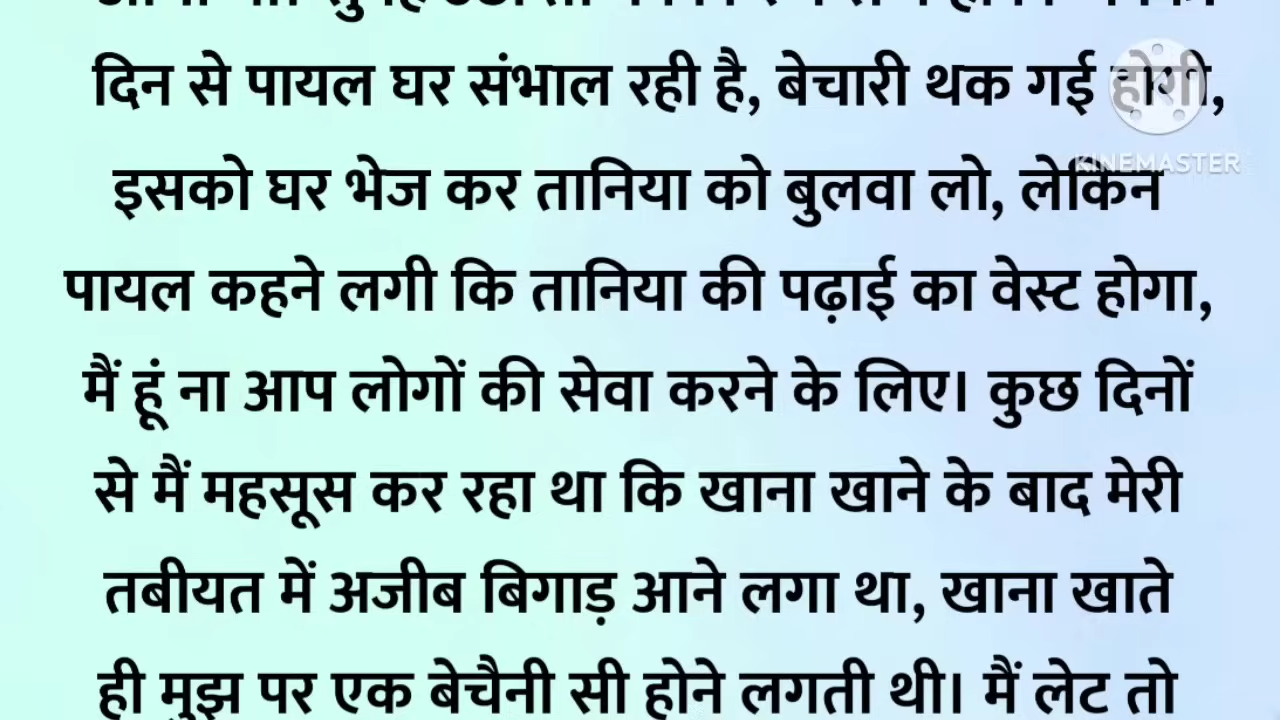 दिन से पायल घर संभाल रही है, बेचारी थक गई होगी,
KINEMASTER
इसको घर भेज कर तानिया को बुलवा लो, लेकिन
पायल कहने लगी कि तानिया की पढ़ाई का वेस्ट होगा,
मैं हूं ना आप लोगों की सेवा करने के लिए। कुछ दिनों
से मैं महसूस कर रहा था कि खाना खाने के बाद मेरी
तबीयत में अजीब बिगाड़ आने लगा था, खाना खाते
ही मुझ पर एक बेचैनी सी होने लगती थी। मैं लेट तो